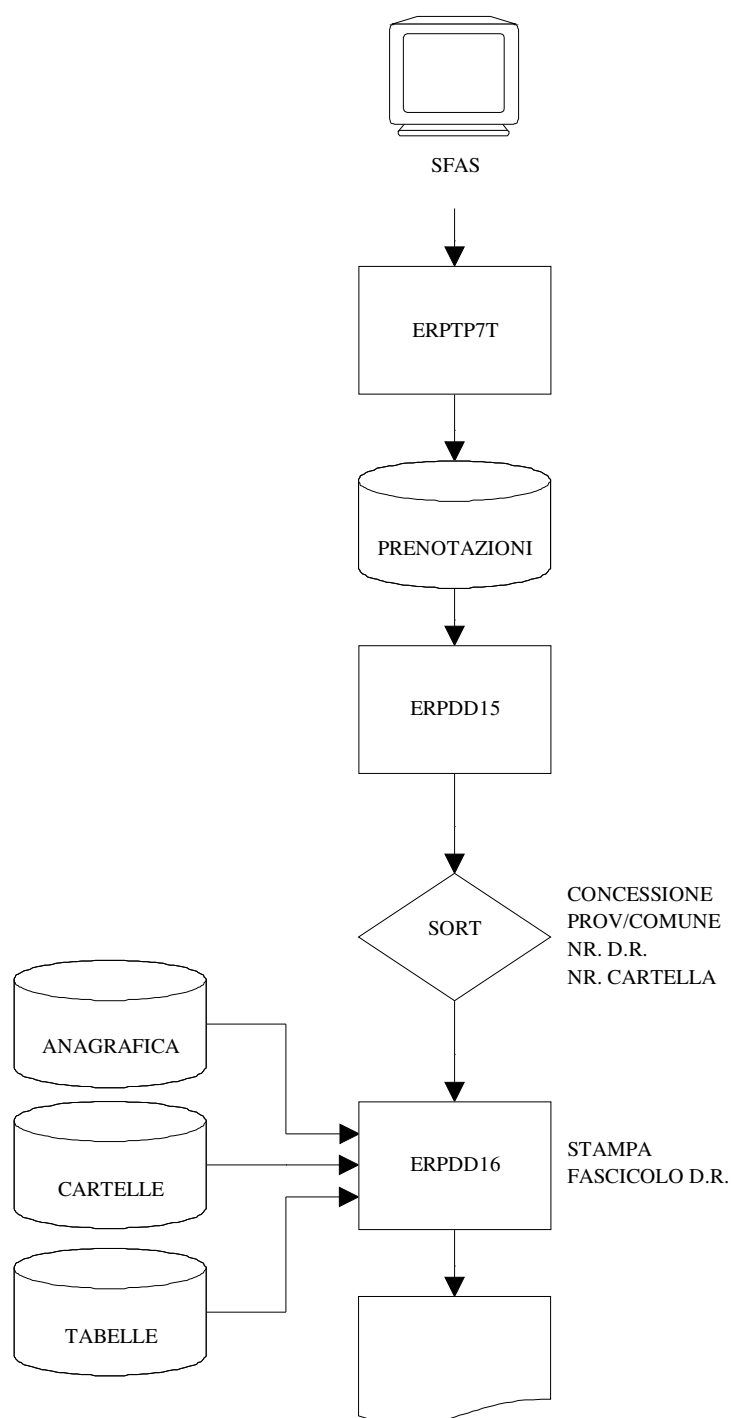 SFAS
ERPTP7T
PRENOTAZIONI
ERPDD15
SORT
CONCESSIONE
PROV/COMUNE
NR. D.R.
NR. CARTELLA
ANAGRAFICA
CARTELLE
TABELLE
ERPDD16
STAMPA
FASCICOLO D.R.